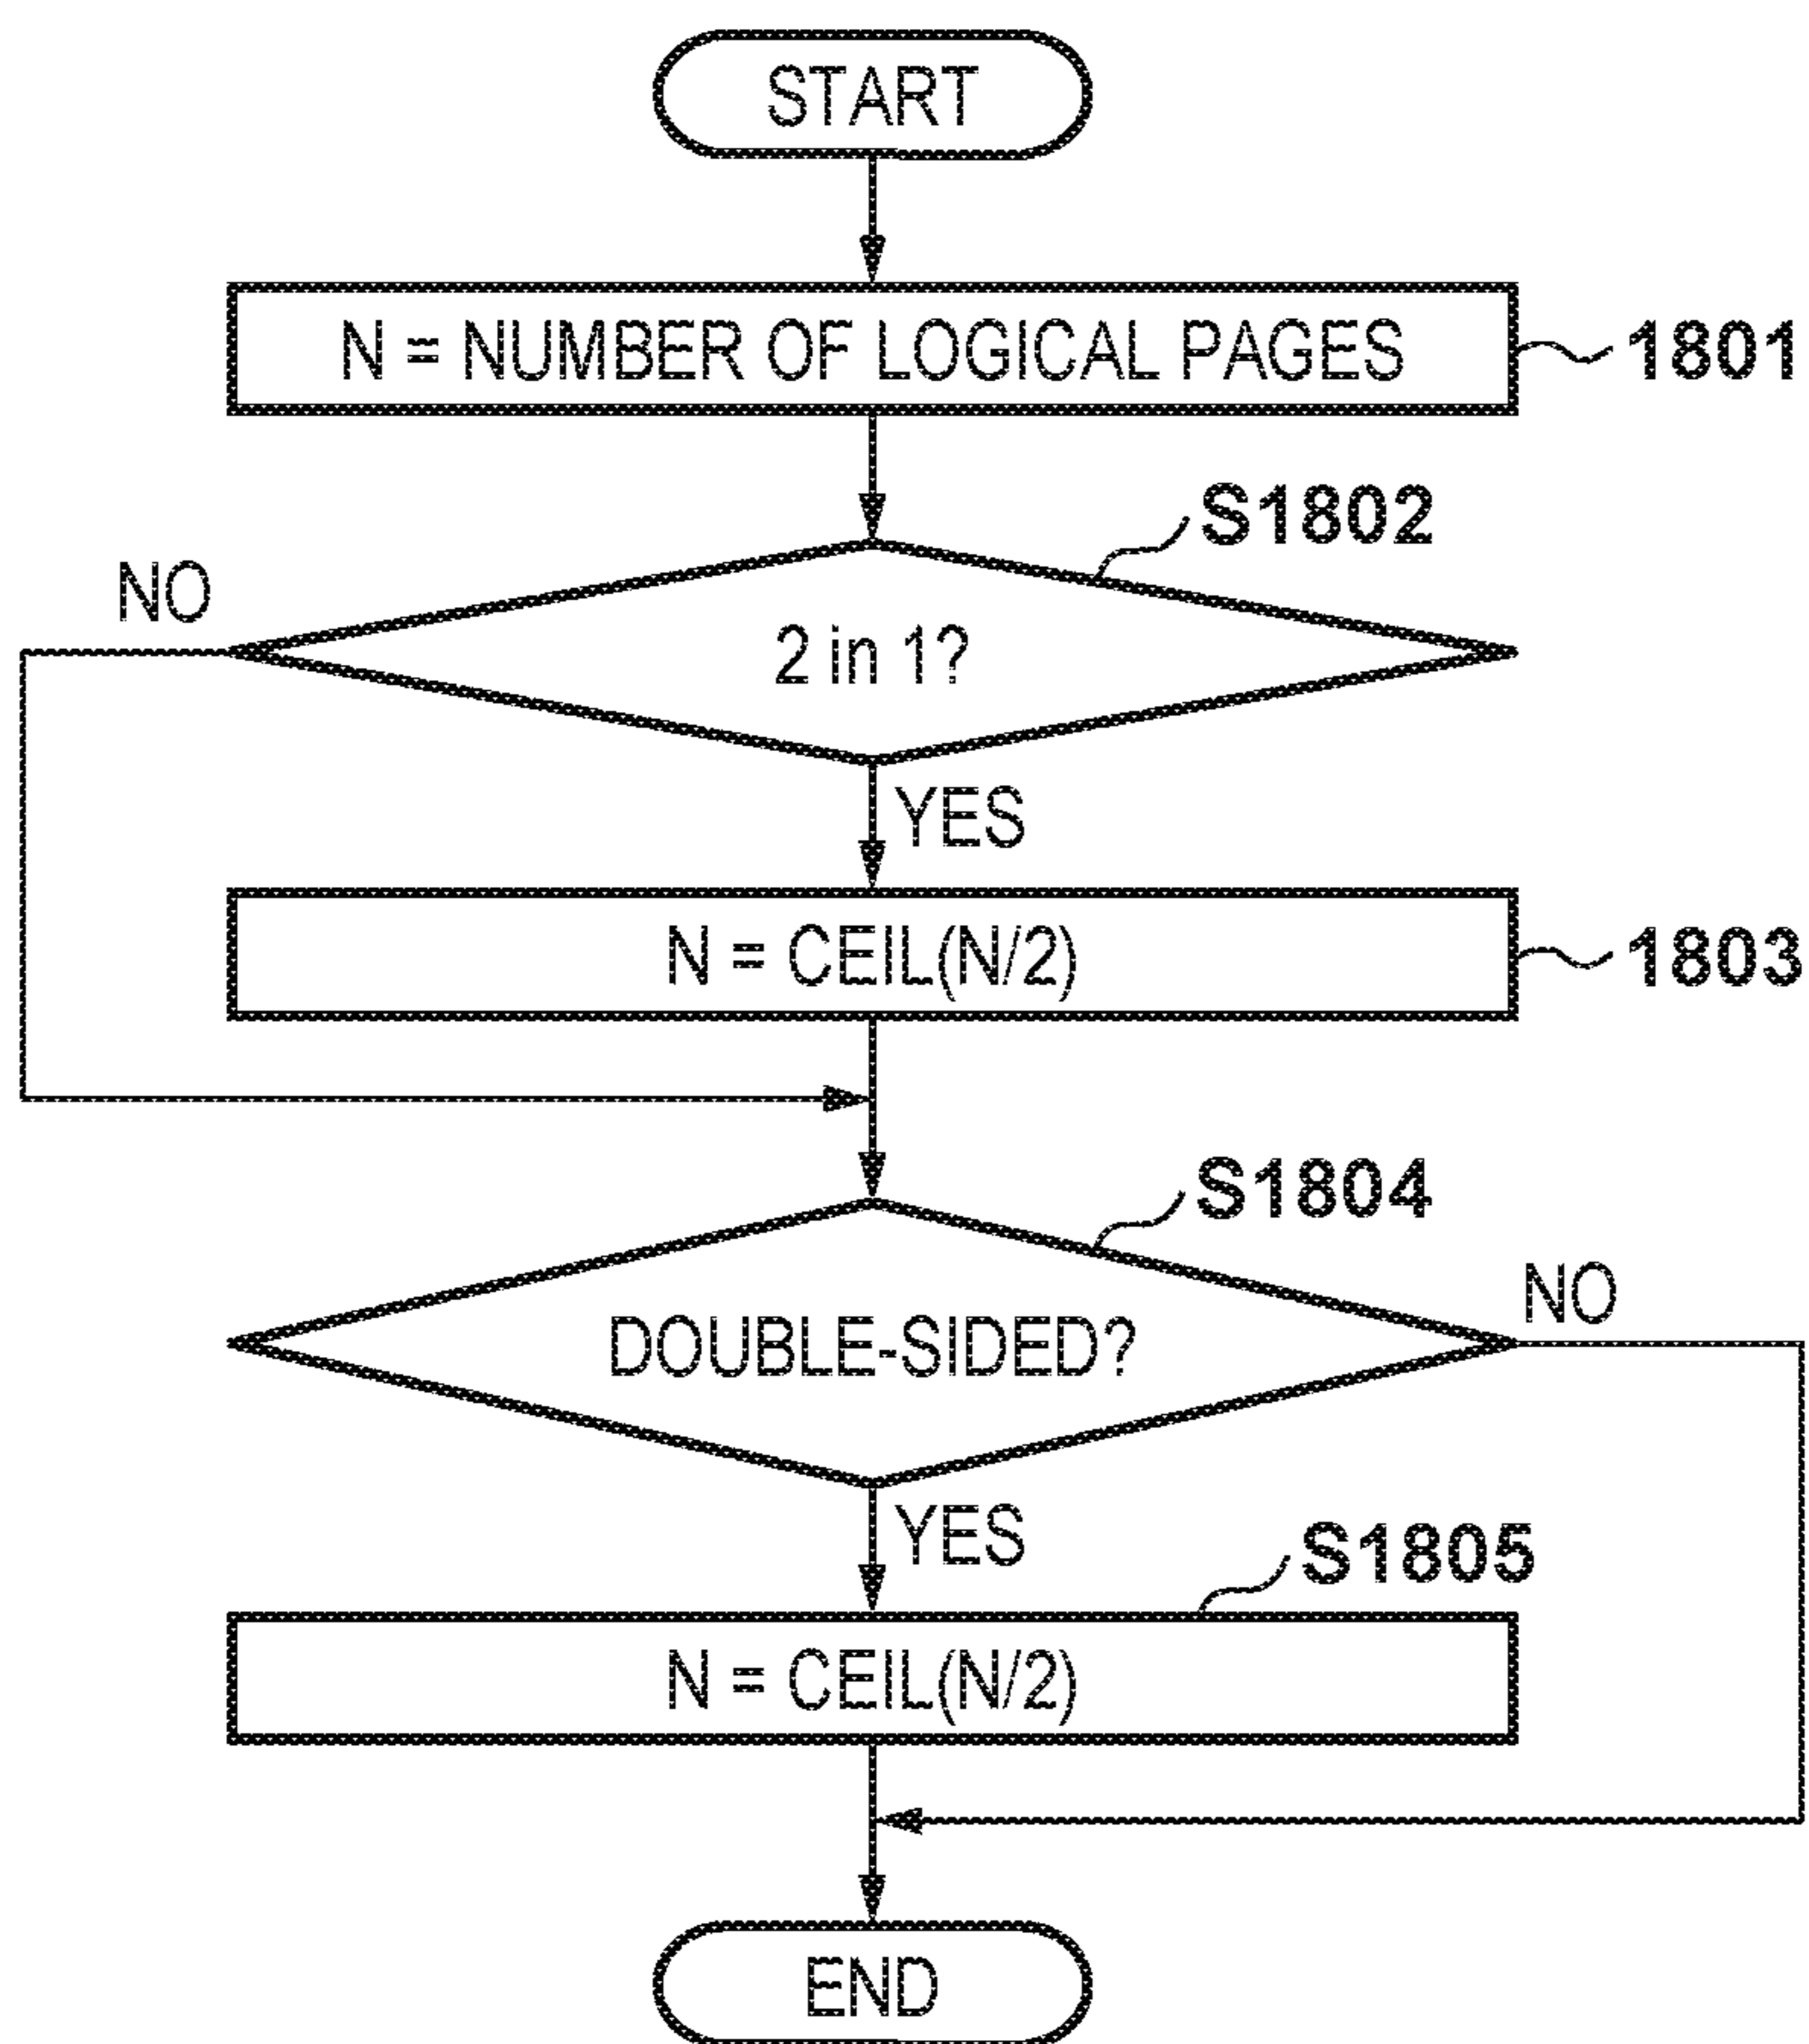 START
N = NUMBER OF LOGICAL PAGES
1801
S1802
NO
2 in 1?
YES
N = CEIL(N/2)
1803
S1804
NO
DOUBLE-SIDED?
YES
S1805
N = CEIL(N/2)
END